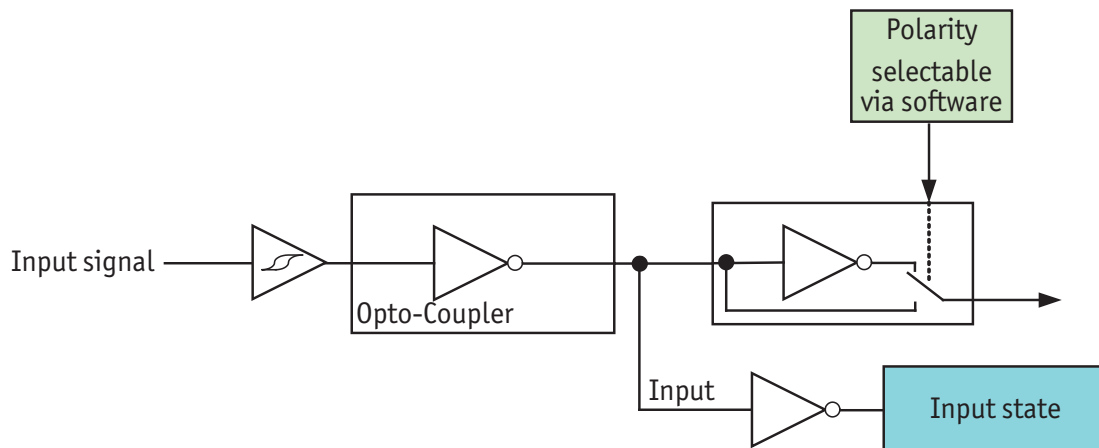 Polarity
selectable
via software
Input signal
Opto-Coupler
Input
Input state